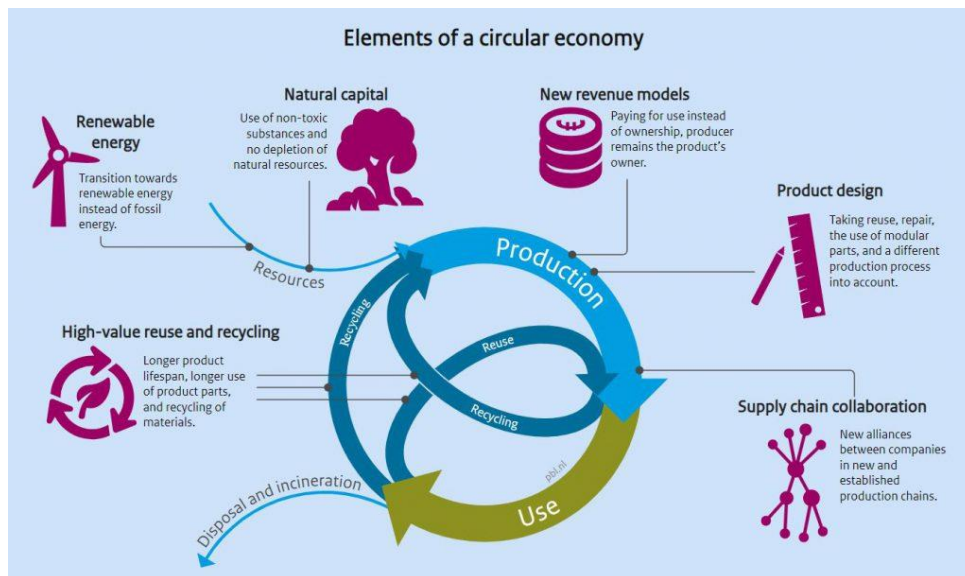 Elements of a circular economy
Renewable
energy
Transition towards
renewable energy
instead of fossil
energy.
Natural capital
Use of non-toxic
substances and
no depletion of
natural resources.
New revenue models
Paying for use instead
of ownership, producer
remains the product's
owner.
Product design
Taking reuse, repair,
the use of modular
parts, and a different
production process
into account.
Resources
Production
Recycling
Reuse
Recycling
High-value reuse and recycling
Longer product
lifespan, longer use
of product parts,
and recycling of
materials.
Supply chain collaboration
New alliances
between companies
in new and
established
production chains.
pbl.nl
Use
Disposal and incineration